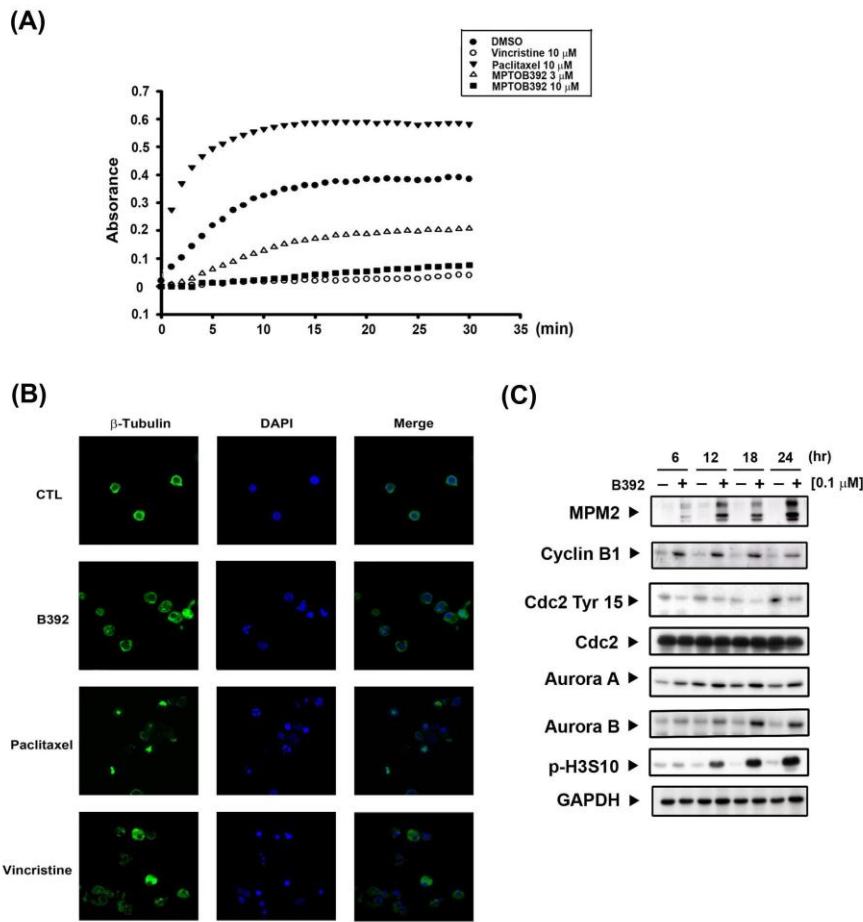 (A)
DMSO
Vincristine 10 μM
Paclitaxel 10 μM
MPTOB392 3 μM
MPTOB392 10 μM
0.7
0.6
0.5
0.4
0.3
0.2
0.1
0
0.1
Absorance
0 5 10 15 20 25 30 35 (min)
(B)
β-Tubulin DAPI Merge
CTL
B392
Paclitaxel
Vincristine
(C)
6 12 18 24 (hr)
B392 – + – + – + – + [0.1 μM]
MPM2
Cyclin B1
Cdc2 Tyr 15
Cdc2
Aurora A
Aurora B
p-H3S10
GAPDH